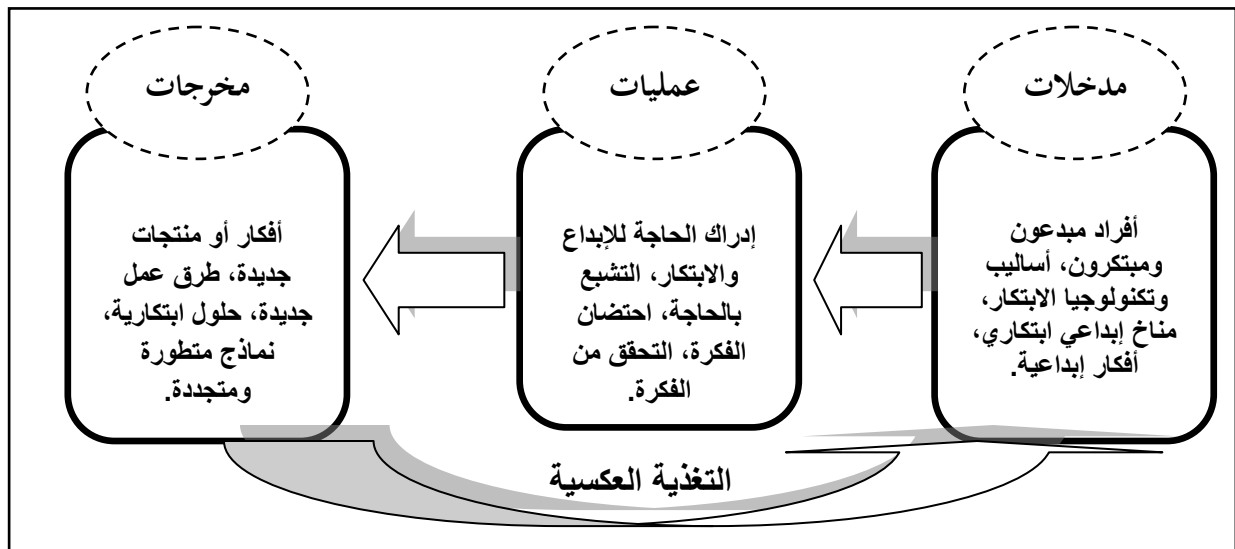 مدخلات
أفراد مبدعون
ومبتكرون، أساليب
وتكنولوجيا الابتكار،
مناخ إبداعي ابتكاري،
أفكار إبداعية.
عمليات
إدراك الحاجة للإبداع
والابتكار، التشبع
بالحاجة، احتضان
الفكرة، التحقق من
الفكرة.
مخرجات
أفكار أو منتجات
جديدة، طرق عمل
جديدة، حلول ابتكارية،
نماذج متطورة
ومتجددة.
التغذية العكسية